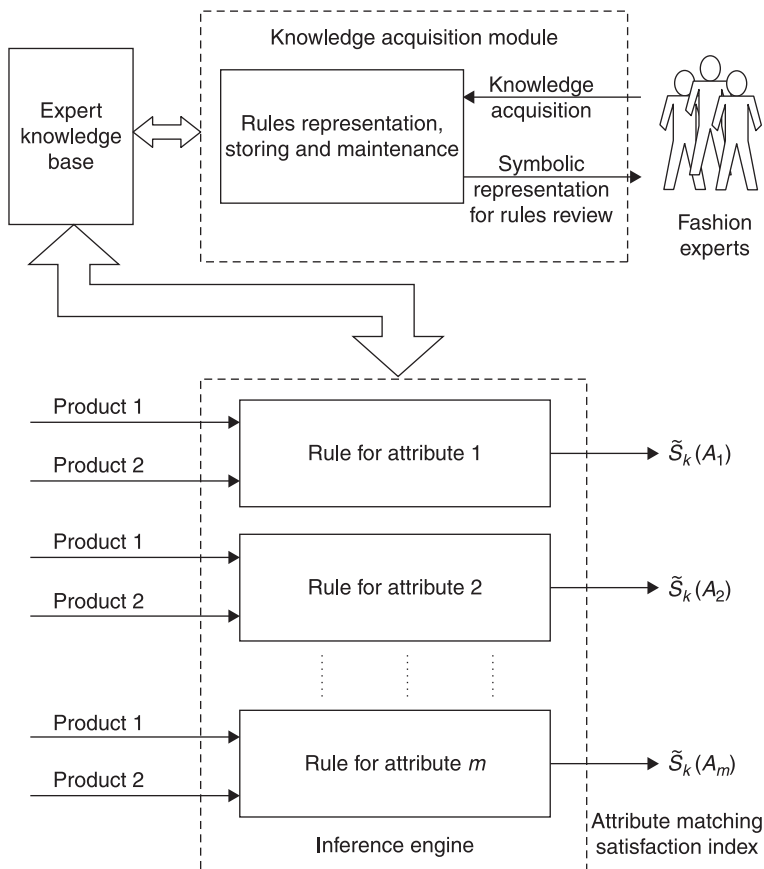 Knowledge acquisition module
Expert
knowledge
base
Rules representation,
storing and maintenance
Knowledge
acquisition
Symbolic
representation
for rules review
Fashion
experts
Product 1
Product 2
Rule for attribute 1
S̃ₖ(A₁)
Product 1
Product 2
Rule for attribute 2
S̃ₖ(A₂)
Product 1
Product 2
Rule for attribute m
S̃ₖ(Aₘ)
Inference engine
Attribute matching
satisfaction index